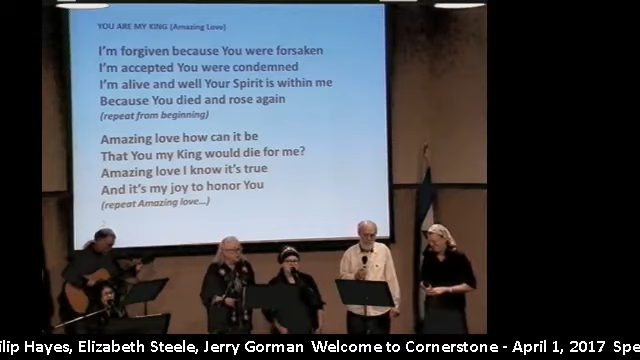 YOU ARE MY KING (Amazing Love)
I'm forgiven because You were forsaken
I'm accepted You were condemned
I'm alive and well Your Spirit is within me
Because You died and rose again
(repeat from beginning)
Amazing love how can it be
That You my King would die for me?
Amazing love I know it's true
And it's my joy to honor You
(repeat Amazing love...)
ilip Hayes, Elizabeth Steele, Jerry Gorman Welcome to Cornerstone - April 1, 2017 Spe